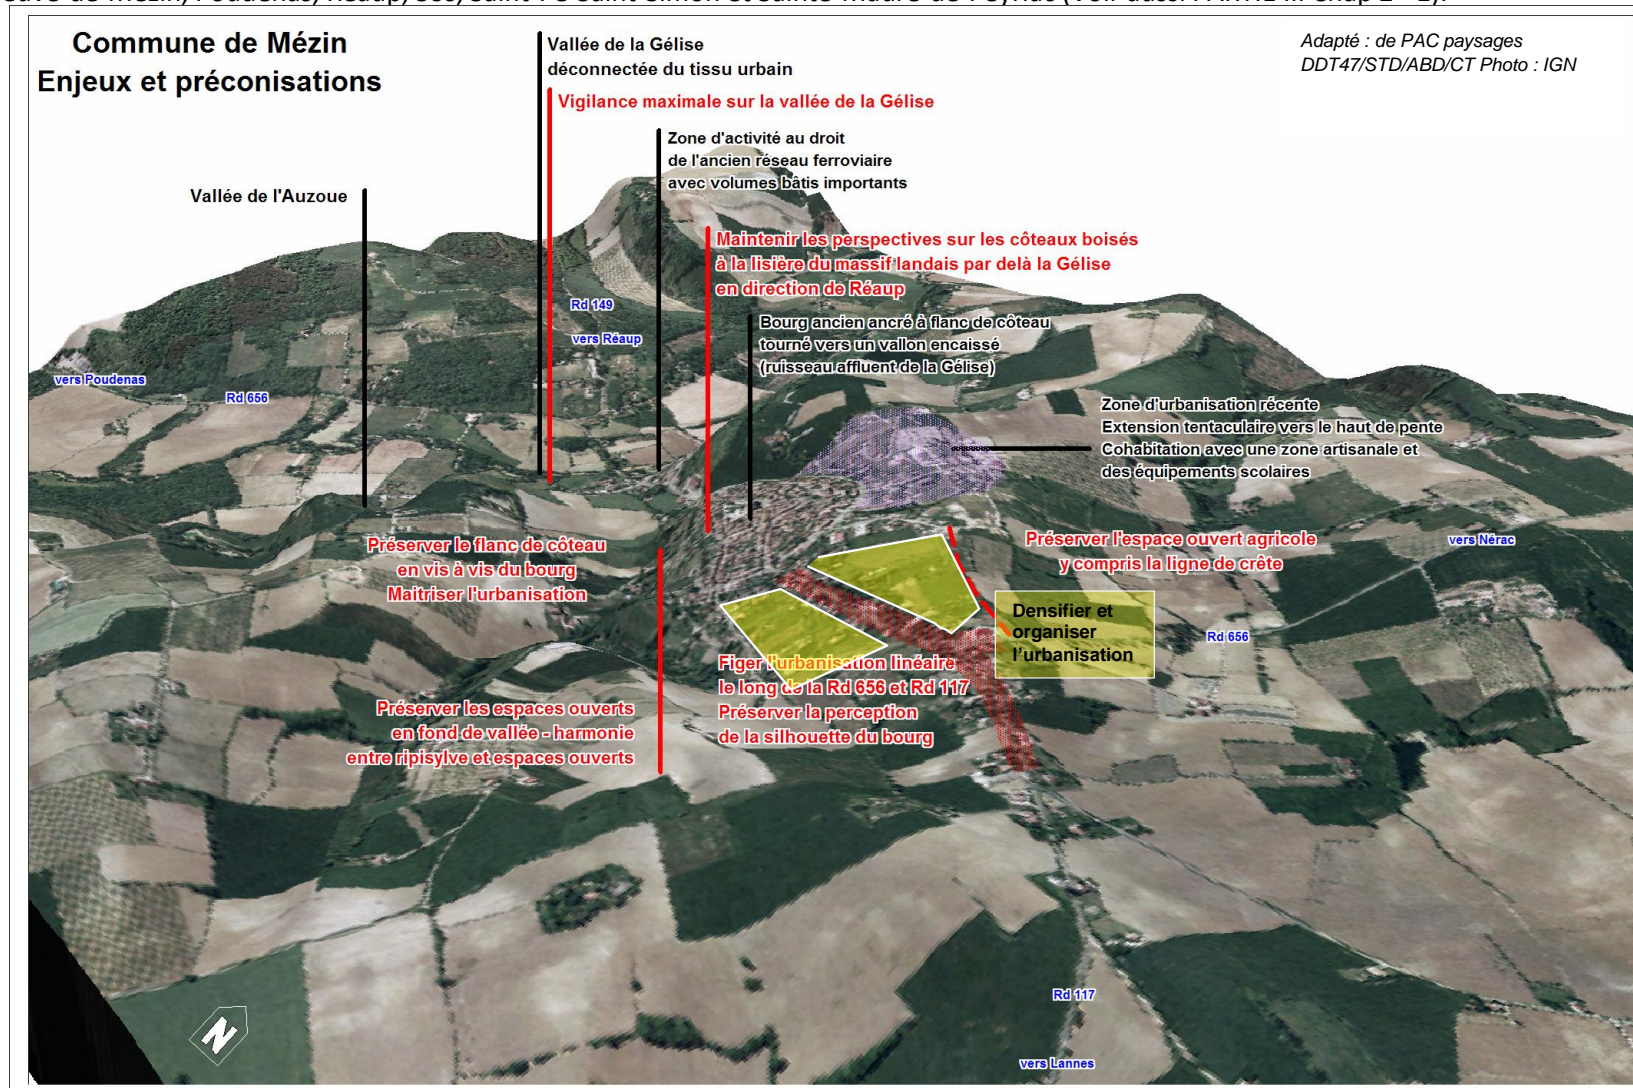 Mézin, Poudenas, Réaup,
Commune de Mézin
Enjeux et préconisations
Vallée de la Gélise
déconnectée du tissu urbain
Adapté : de PAC paysages
DDT47/STD/ABD/CT Photo : IGN
Vigilance maximale sur la vallée de la Gélise
Zone d'activité au droit
de l'ancien réseau ferroviaire
avec volumes bâtis importants
Vallée de l'Auzoue
Maintenir les perspectives sur les côteaux boisés
à la lisière du massif landais par delà la Gélise
en direction de Réaup
Rd 149
vers Réaup
Bourg ancien ancré à flanc de côteau
tourné vers un vallon encaissé
(ruisseau affluent de la Gélise)
vers Poudenas
Rd 656
Zone d'urbanisation récente
Extension tentaculaire vers le haut de pente
Cohabitation avec une zone artisanale et
des équipements scolaires
Préserver le flanc de côteau
en vis à vis du bourg
Maitriser l'urbanisation
Préserver l'espace ouvert agricole
y compris la ligne de crête
vers Nérac
Densifier et
organiser
l'urbanisation
Rd 656
Figer l'urbanisation linéaire
le long de la Rd 656 et Rd 117
Préserver la perception
de la silhouette du bourg
Préserver les espaces ouverts
en fond de vallée - harmonie
entre ripisylve et espaces ouverts
Rd 117
vers Lannes
N